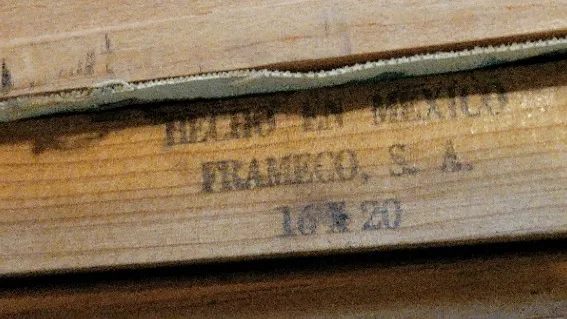 HECHO EN MEXICO
FRAMECO, S. A.
16 X 20